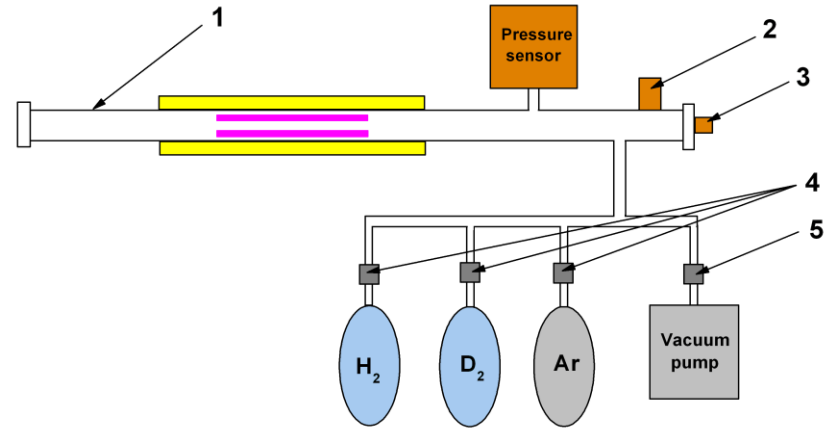 1
Pressure
sensor
2
3
4
5
H₂
D₂
Ar
Vacuum
pump